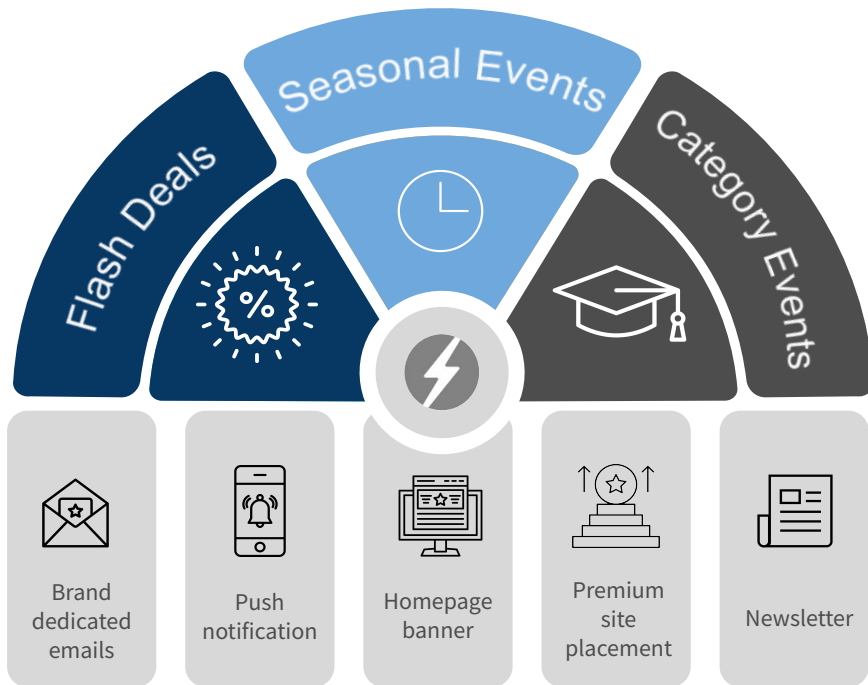 Flash Deals
Seasonal Events
Category Events
%
Brand
dedicated
emails
Push
notification
Homepage
banner
Premium
site
placement
Newsletter